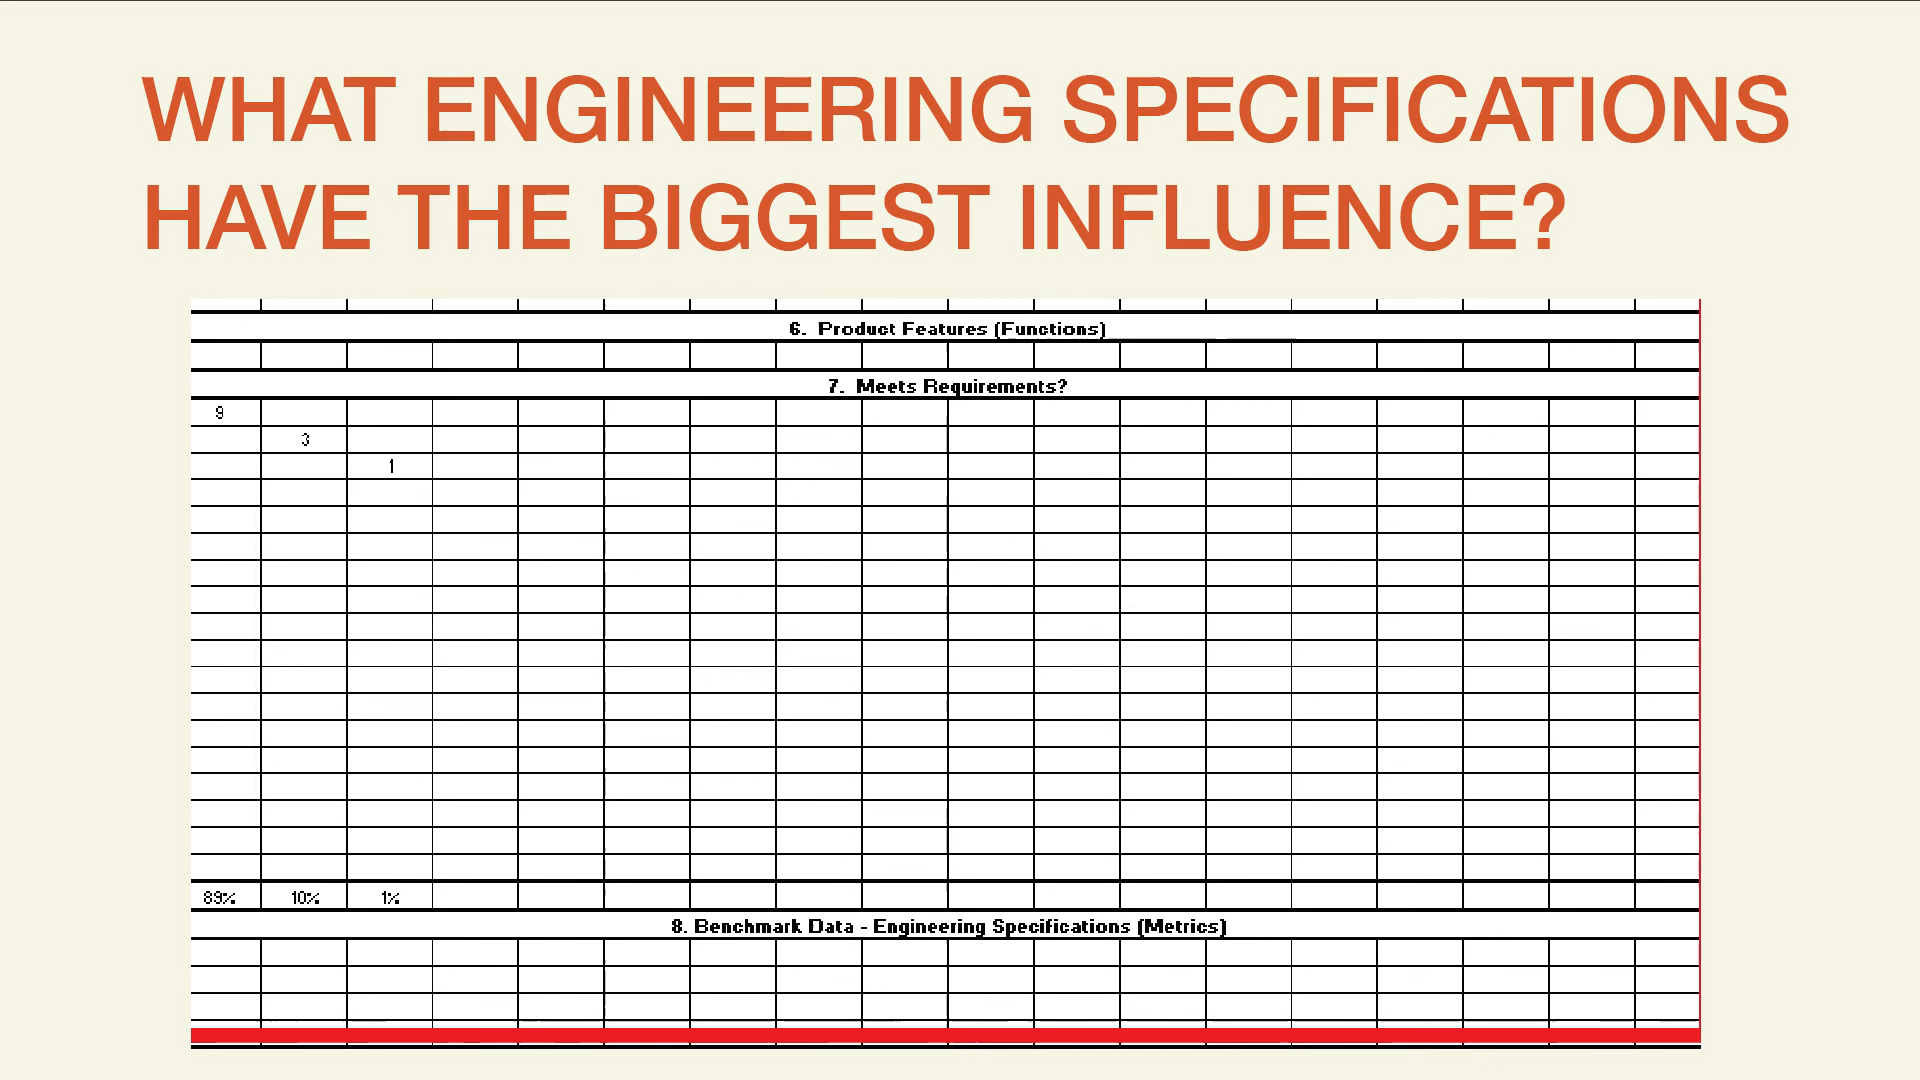 WHAT ENGINEERING SPECIFICATIONS
HAVE THE BIGGEST INFLUENCE?
6. Product Features (Functions)
7. Meets Requirements?
9
3
1
89% 10% 1%
8. Benchmark Data - Engineering Specifications (Metrics)